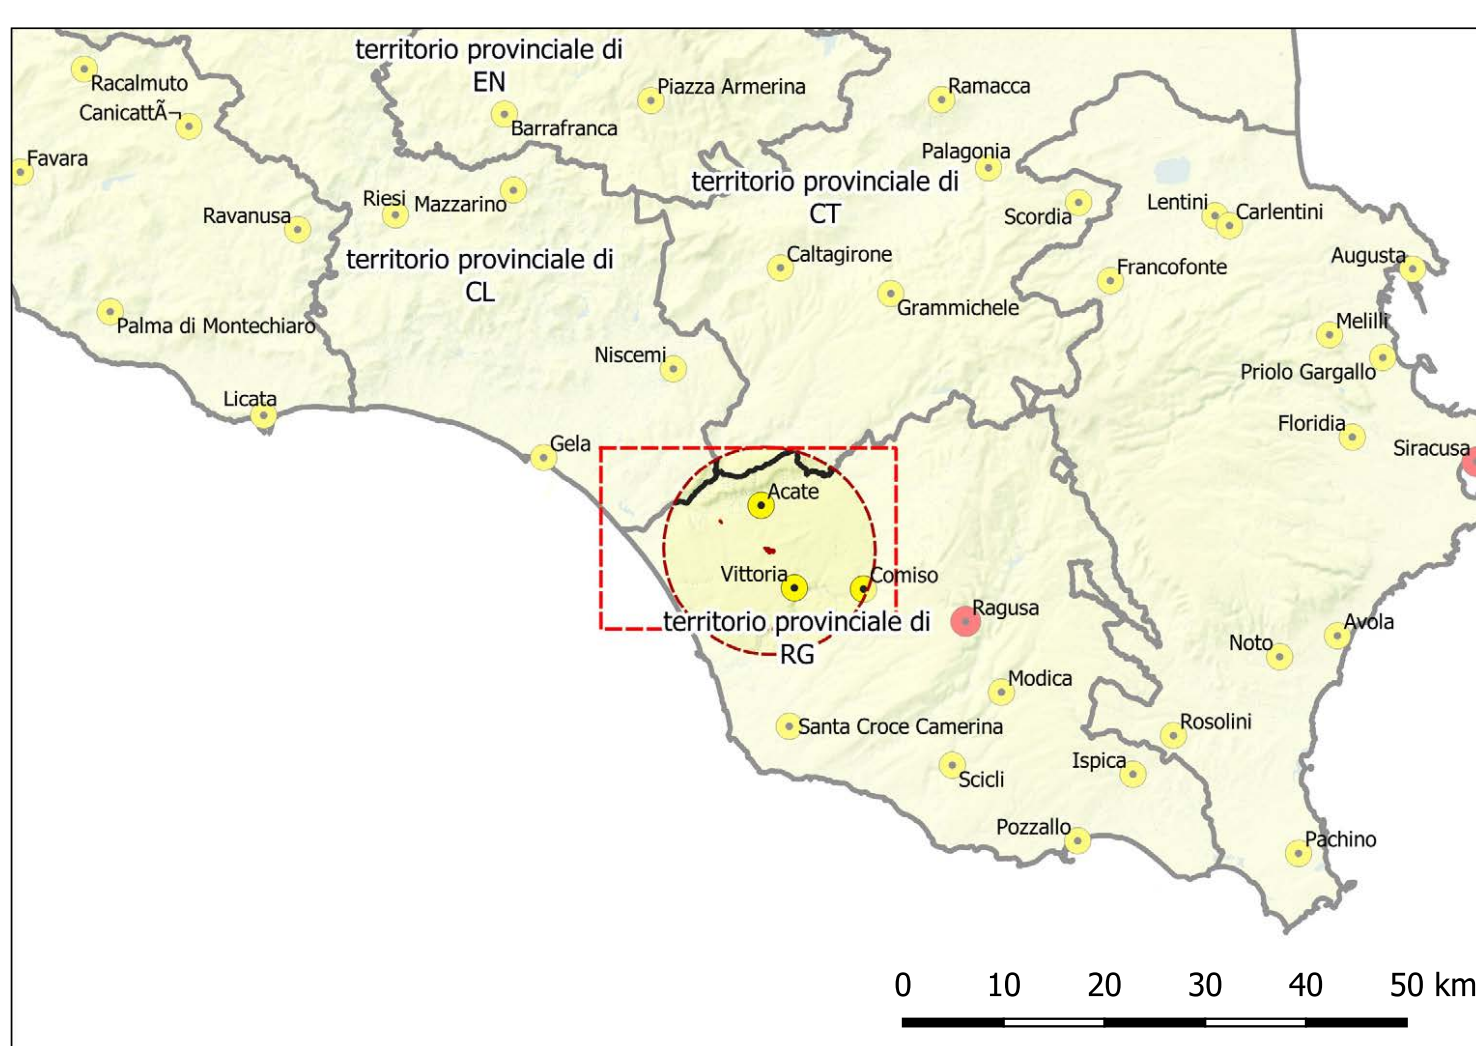 territorio provinciale di
EN
Racalmuto
CanicattÃ¬
Piazza Armerina
Ramacca
Barrafranca
Favara
Palagonia
territorio provinciale di
CT
Riesi
Mazzarino
Ravanusa
Scordia
Lentini
Carlentini
territorio provinciale di
CL
Caltagirone
Augusta
Francofonte
Grammichele
Palma di Montechiaro
Melilli
Niscemi
Priolo Gargallo
Licata
Floridia
Gela
Siracusa
Acate
Vittoria
Comiso
territorio provinciale di
RG
Ragusa
Avola
Noto
Modica
Santa Croce Camerina
Rosolini
Ispica
Scicli
Pozzallo
Pachino
0 10 20 30 40 50 km